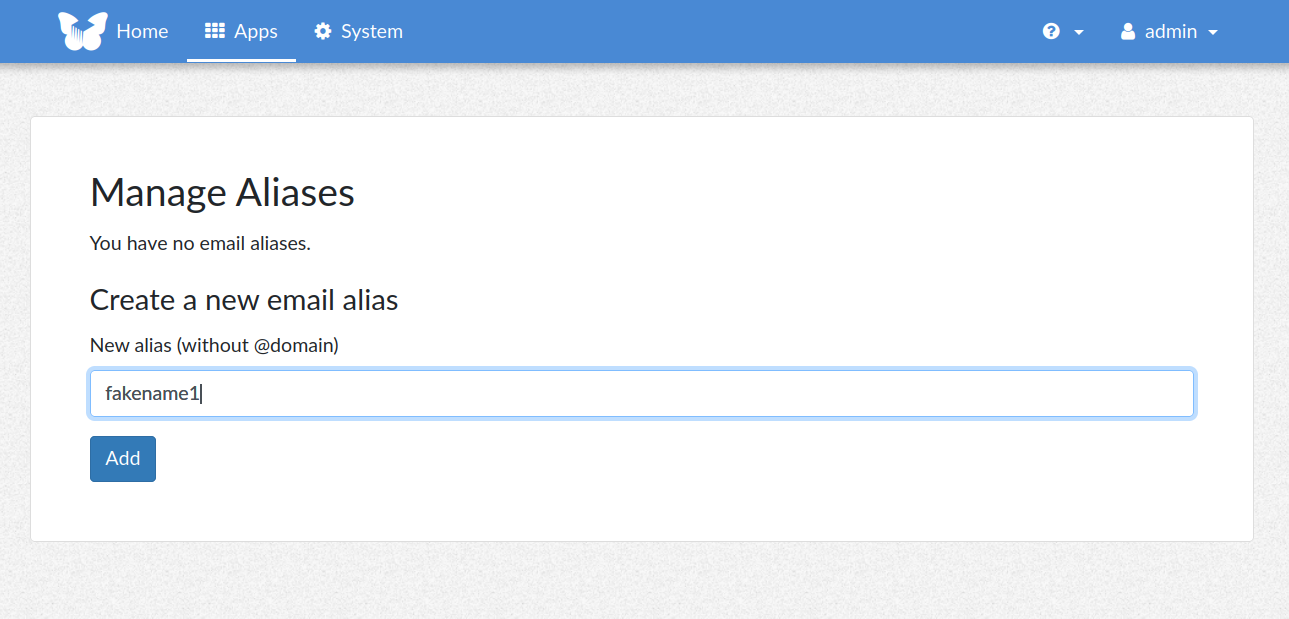 Home Apps System ? admin
Manage Aliases
You have no email aliases.
Create a new email alias
New alias (without @domain)
fakename1
Add